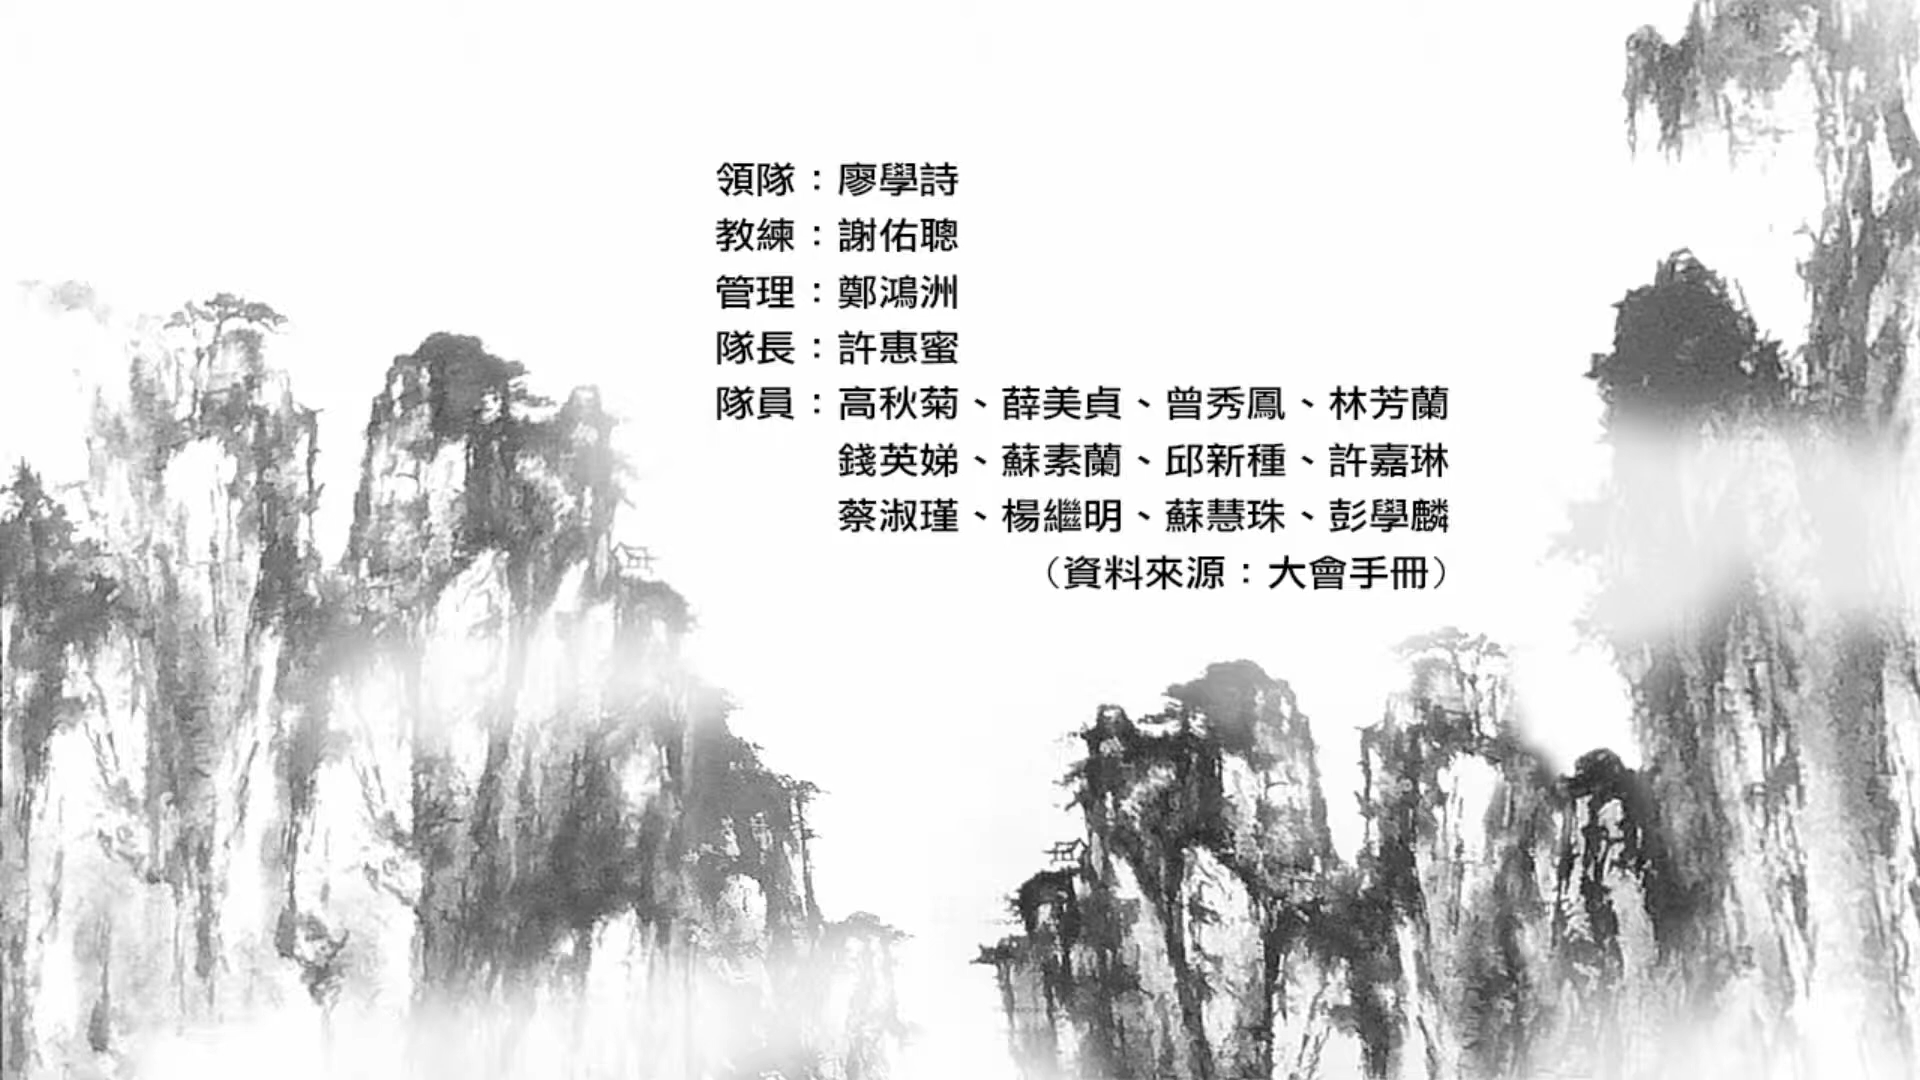 領隊：廖學詩
教練：謝佑聰
管理：鄭鴻洲
隊長：許惠蜜
隊員：高秋菊、薛美貞、曾秀鳳、林芳蘭
錢英娣、蘇素蘭、邱新種、許嘉琳
蔡淑瑾、楊繼明、蘇慧珠、彭學麟
（資料來源：大會手冊）